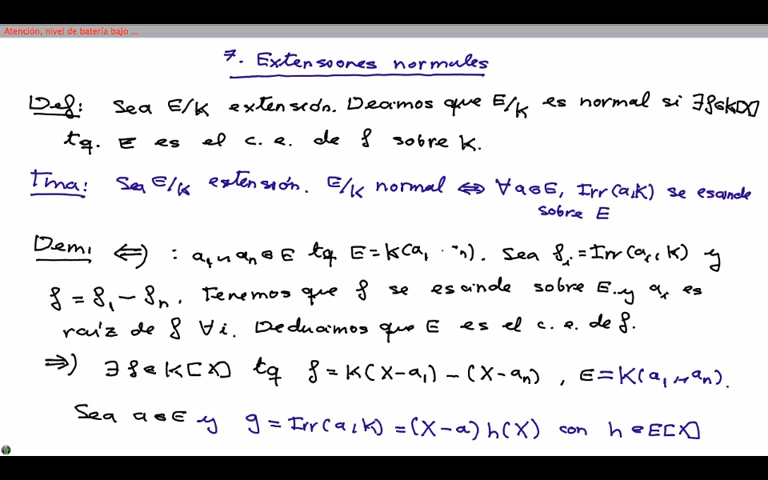 Atención, nivel de batería bajo ...
7. Extensiones normales
Def: Sea E/K extensión. Decimos que E/K es normal si ∃f∈K[X]
tq. E es el c.e. de f sobre K.
Tma: Sea E/K extensión. E/K normal ⇔ ∀a∈E, Irr(a,K) se escinde
sobre E
Dem: ⇐) : a₁,...,aₙ∈E tq E=K(a₁...aₙ). Sea fᵢ=Irr(aᵢ,K) y
f=f₁...fₙ. Tenemos que f se escinde sobre E y aᵢ es
raíz de f ∀i. Deducimos que E es el c.e. de f.
⇒) ∃f∈K[X] tq f=K(X-a₁)...(X-aₙ), E=K(a₁,...,aₙ).
Sea a∈E y g=Irr(a,K)=(X-a)h(X) con h∈E[X]